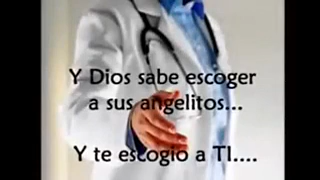 Y Dios sabe escoger
a sus angelitos...
Y te escogio a TI....